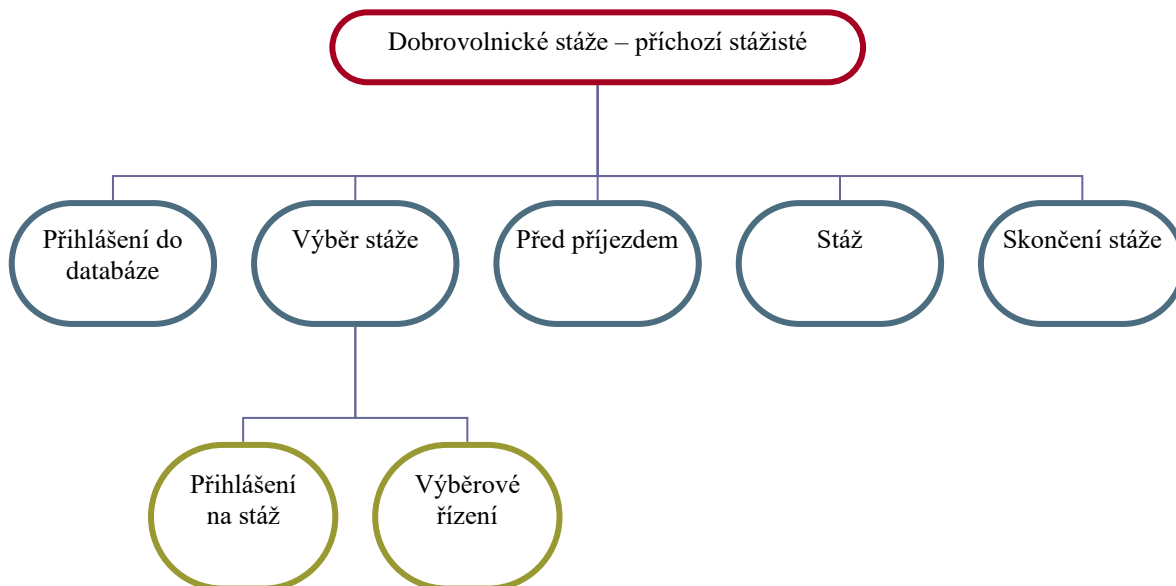 Dobrovolnické stáže – příchozí stážisté
Přihlášení do
databáze
Výběr stáže
Před příjezdem
Stáž
Skončení stáže
Přihlášení
na stáž
Výběrové
řízení